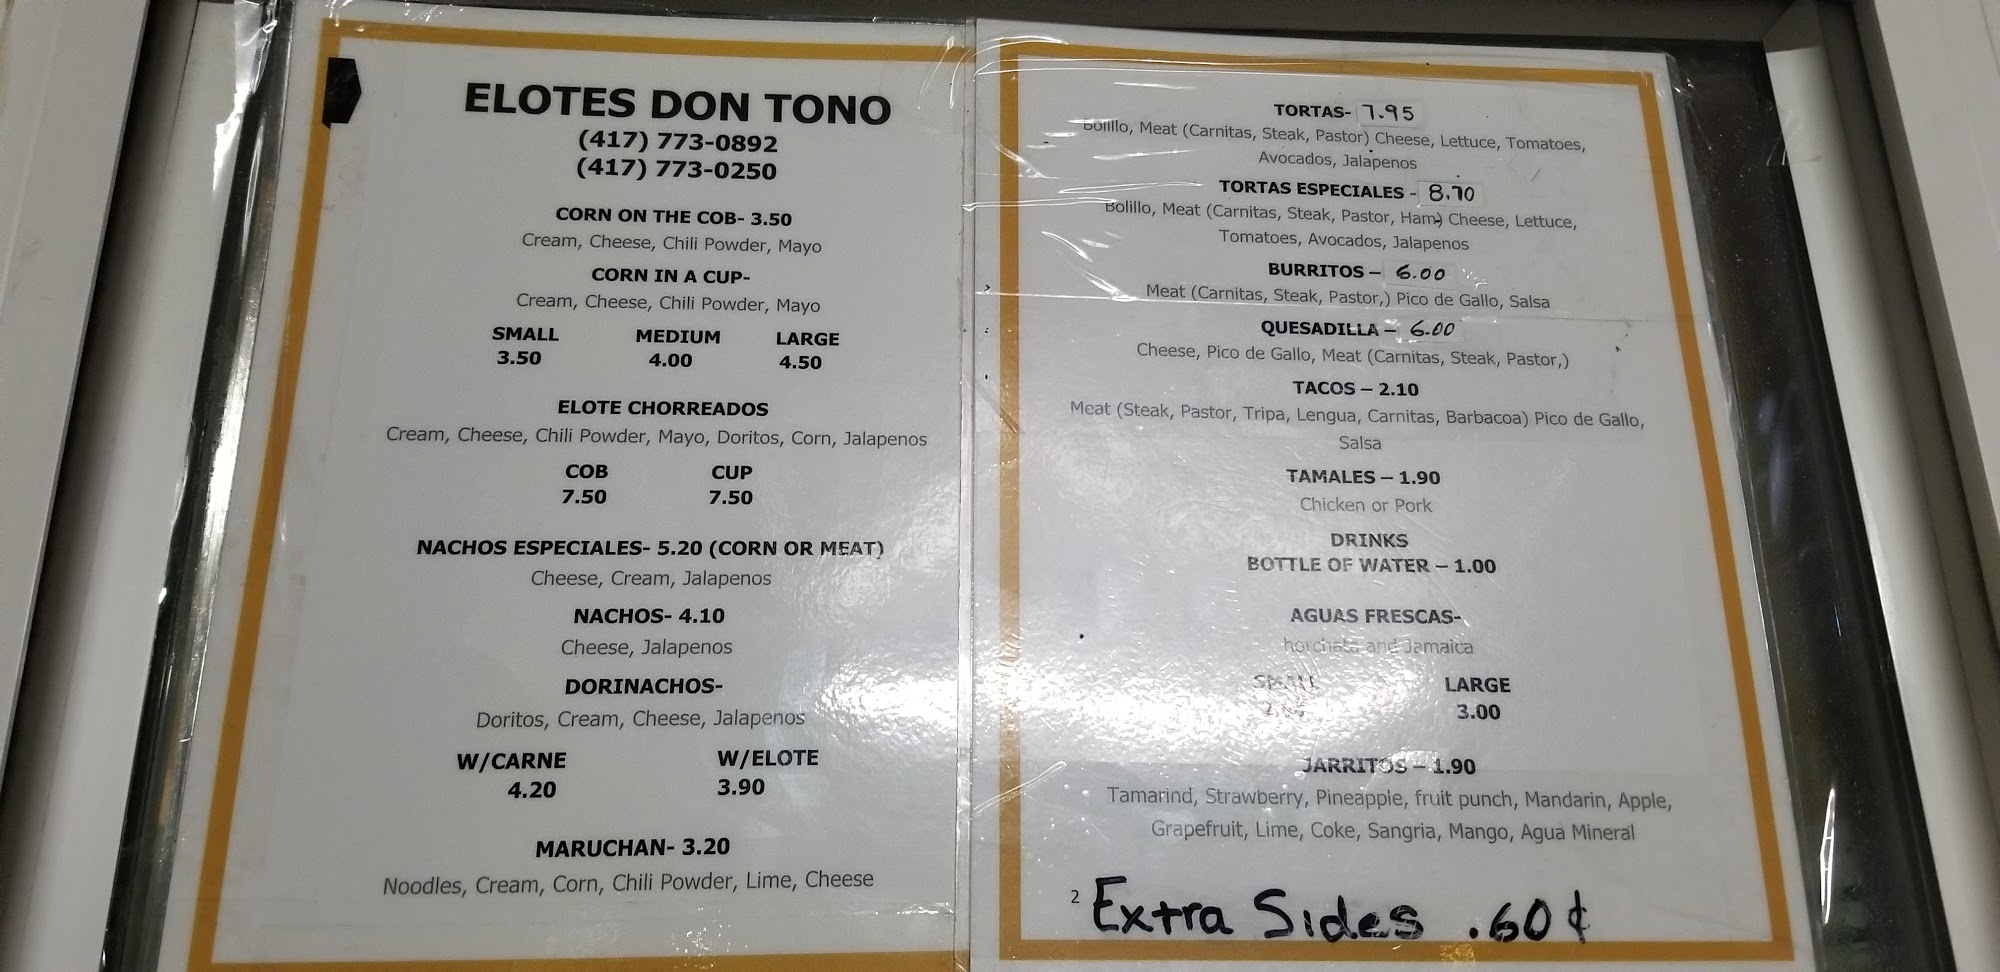 ELOTES DON TONO
(417) 773-0892
(417) 773-0250
CORN ON THE COB- 3.50
Cream, Cheese, Chili Powder, Mayo
CORN IN A CUP-
Cream, Cheese, Chili Powder, Mayo
SMALL MEDIUM LARGE
3.50 4.00 4.50
ELOTE CHORREADOS
Cream, Cheese, Chili Powder, Mayo, Doritos, Corn, Jalapenos
COB CUP
7.50 7.50
NACHOS ESPECIALES- 5.20 (CORN OR MEAT)
Cheese, Cream, Jalapenos
NACHOS- 4.10
Cheese, Jalapenos
DORINACHOS-
Doritos, Cream, Cheese, Jalapenos
W/CARNE W/ELOTE
4.20 3.90
MARUCHAN- 3.20
Noodles, Cream, Corn, Chili Powder, Lime, Cheese
TORTAS- 7.95
Bolillo, Meat (Carnitas, Steak, Pastor) Cheese, Lettuce, Tomatoes,
Avocados, Jalapenos
TORTAS ESPECIALES - 8.70
Bolillo, Meat (Carnitas, Steak, Pastor, Ham) Cheese, Lettuce,
Tomatoes, Avocados, Jalapenos
BURRITOS – 6.00
Meat (Carnitas, Steak, Pastor,) Pico de Gallo, Salsa
QUESADILLA – 6.00
Cheese, Pico de Gallo, Meat (Carnitas, Steak, Pastor,)
TACOS – 2.10
Meat (Steak, Pastor, Tripa, Lengua, Carnitas, Barbacoa) Pico de Gallo,
Salsa
TAMALES – 1.90
Chicken or Pork
DRINKS
BOTTLE OF WATER – 1.00
AGUAS FRESCAS-
horchata and Jamaica
SMALL LARGE
3.00
JARRITOS – 1.90
Tamarind, Strawberry, Pineapple, fruit punch, Mandarin, Apple,
Grapefruit, Lime, Coke, Sangria, Mango, Agua Mineral
2 Extra Sides .60¢